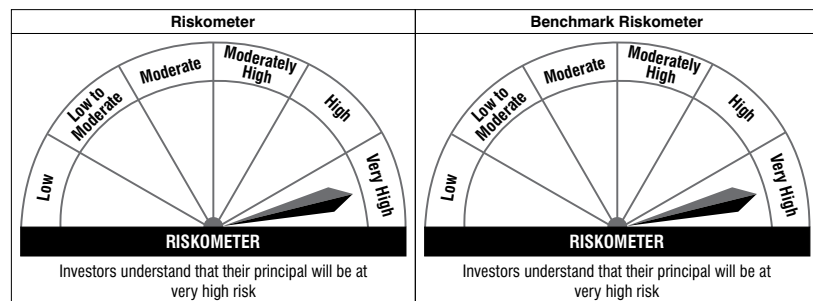 Riskometer
Low
Low to
Moderate
Moderate
Moderately
High
High
Very High
RISKOMETER
Investors understand that their principal will be at
very high risk
Benchmark Riskometer
Low
Low to
Moderate
Moderate
Moderately
High
High
Very High
RISKOMETER
Investors understand that their principal will be at
very high risk